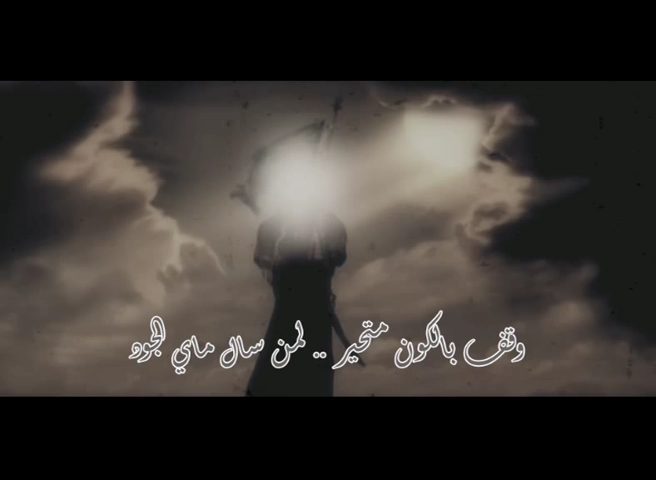 وقف بالكون متحير .. لمن سال ماي الجود